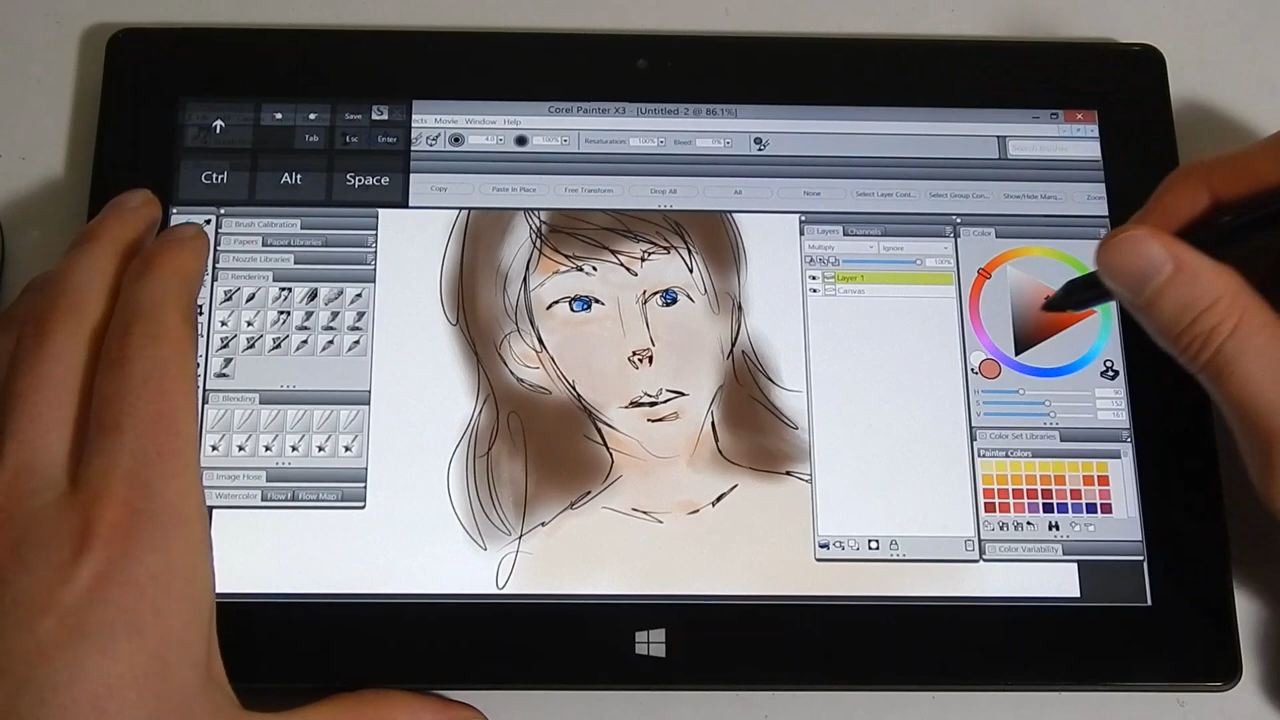 Corel Painter X3 - [Untitled-2 @ 86.1%]
Save
Tab
Esc
Enter
Ctrl
Alt
Space
ects Movie Window Help
4.0
100%
Resaturation: 100%
Bleed: 0%
Search Brushes
Copy
Paste In Place
Free Transform
Drop All
All
None
Select Layer Cont...
Select Group Con...
Show/Hide Marq...
Zoom
Brush Calibration
Papers
Paper Libraries
Nozzle Libraries
Rendering
Blending
Image Hose
Watercolor
Flow Map
Layers
Channels
Multiply
Ignore
100%
Layer 1
Canvas
Color
H 90
S 152
V 161
Color Set Libraries
Painter Colors
Color Variability